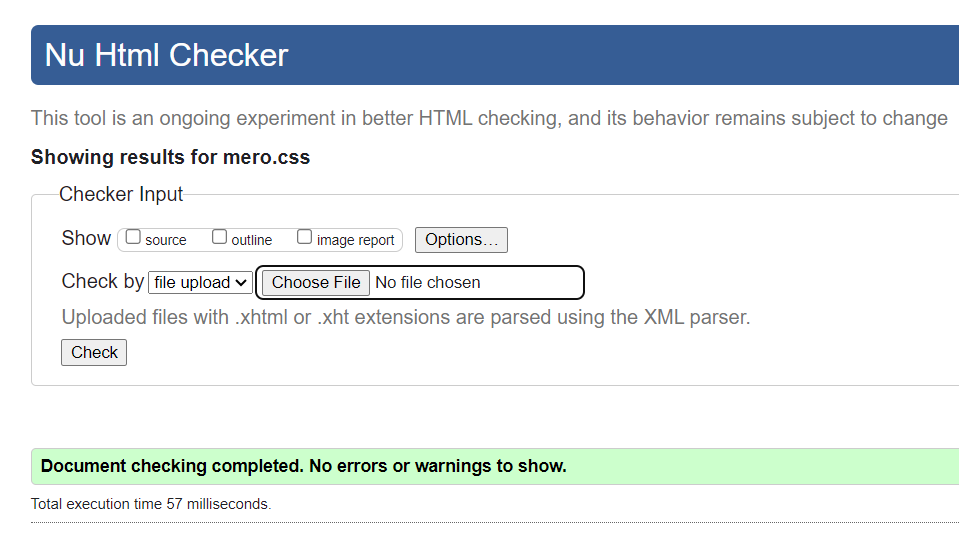 Nu Html Checker
This tool is an ongoing experiment in better HTML checking, and its behavior remains subject to change
Showing results for mero.css
Checker Input
Show source outline image report Options…
Check by file upload Choose File No file chosen
Uploaded files with .xhtml or .xht extensions are parsed using the XML parser.
Check
Document checking completed. No errors or warnings to show.
Total execution time 57 milliseconds.